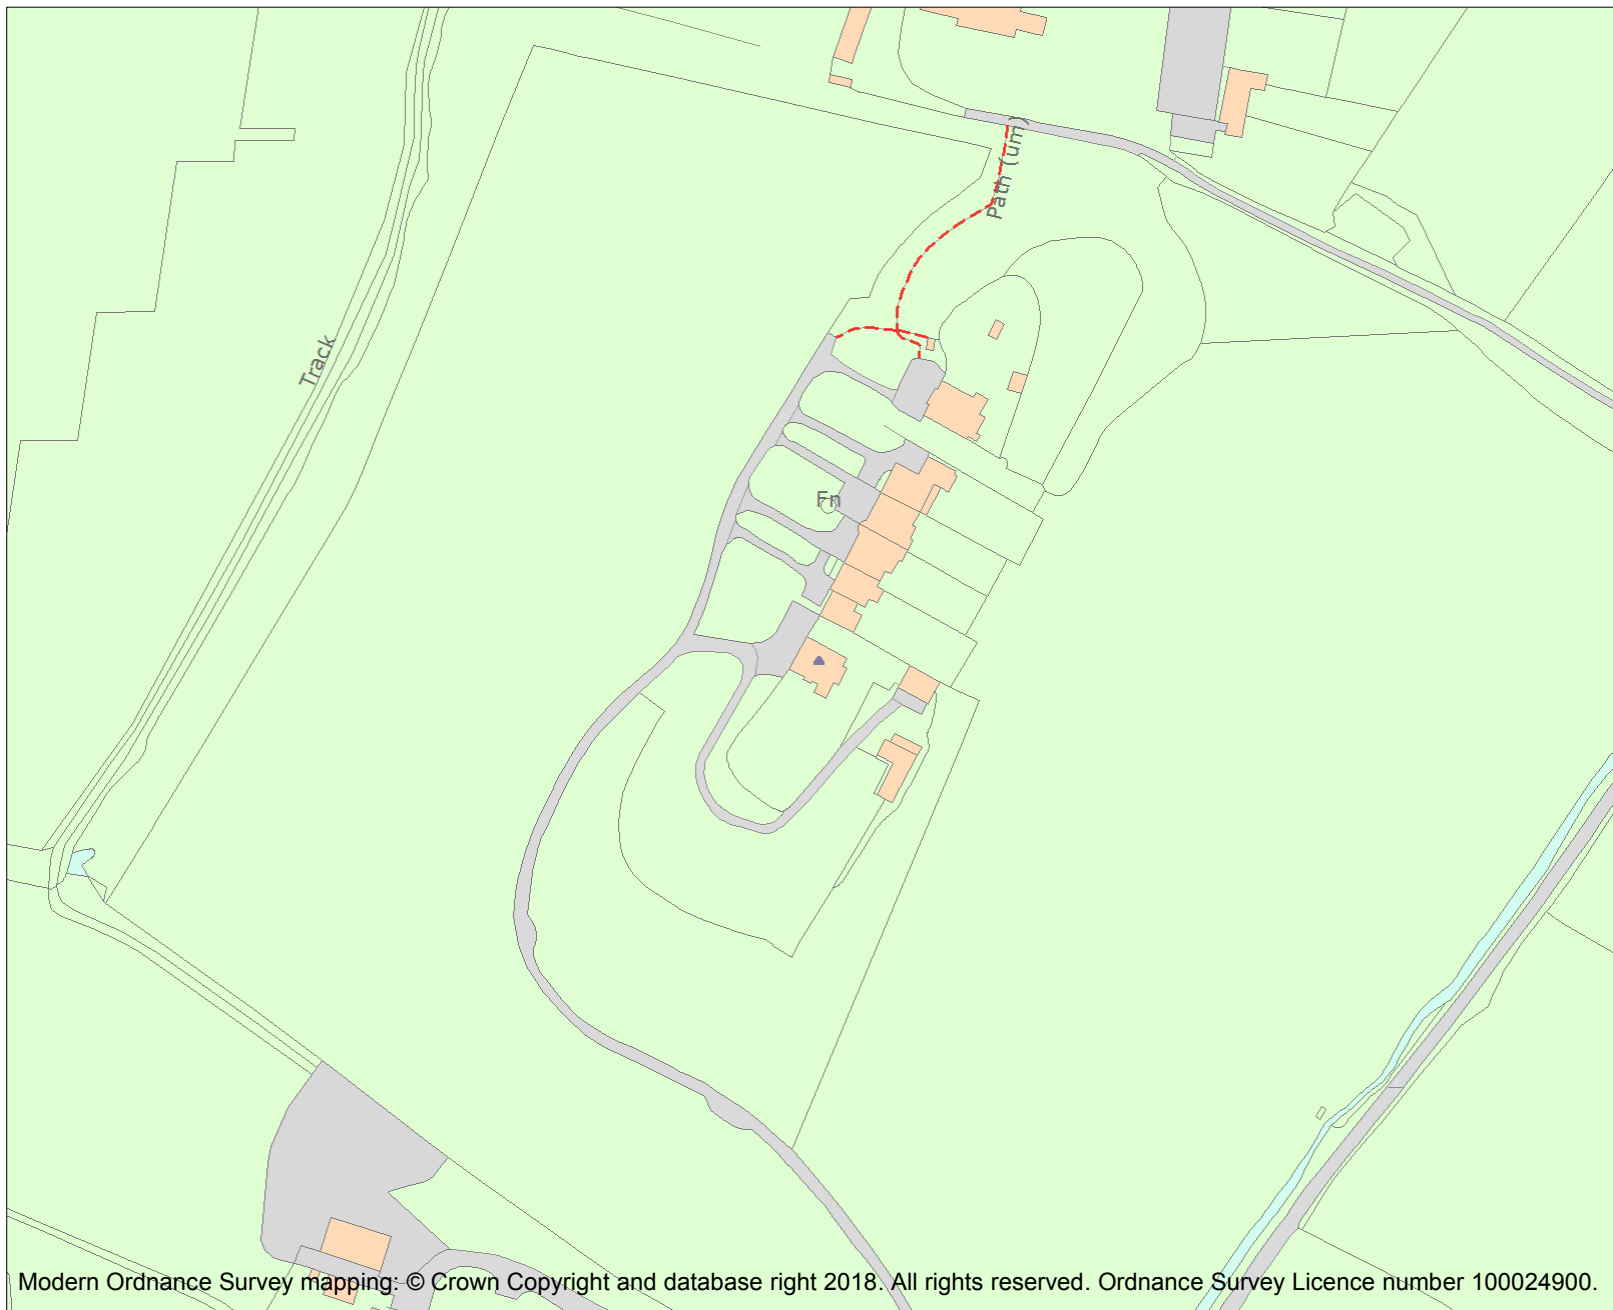 Path (um)
Track
Fn
Modern Ordnance Survey mapping: © Crown Copyright and database right 2018. All rights reserved. Ordnance Survey Licence number 100024900.